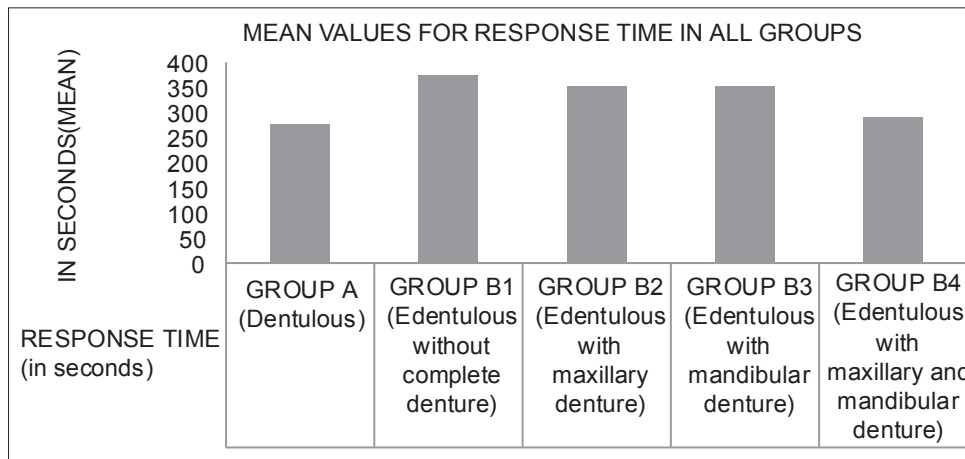 MEAN VALUES FOR RESPONSE TIME IN ALL GROUPS
IN SECONDS(MEAN)
400
350
300
250
200
150
100
50
0
RESPONSE TIME
(in seconds)
GROUP A
(Dentulous)
GROUP B1
(Edentulous
without
complete
denture)
GROUP B2
(Edentulous
with
maxillary
denture)
GROUP B3
(Edentulous
with
mandibular
denture)
GROUP B4
(Edentulous
with
maxillary and
mandibular
denture)